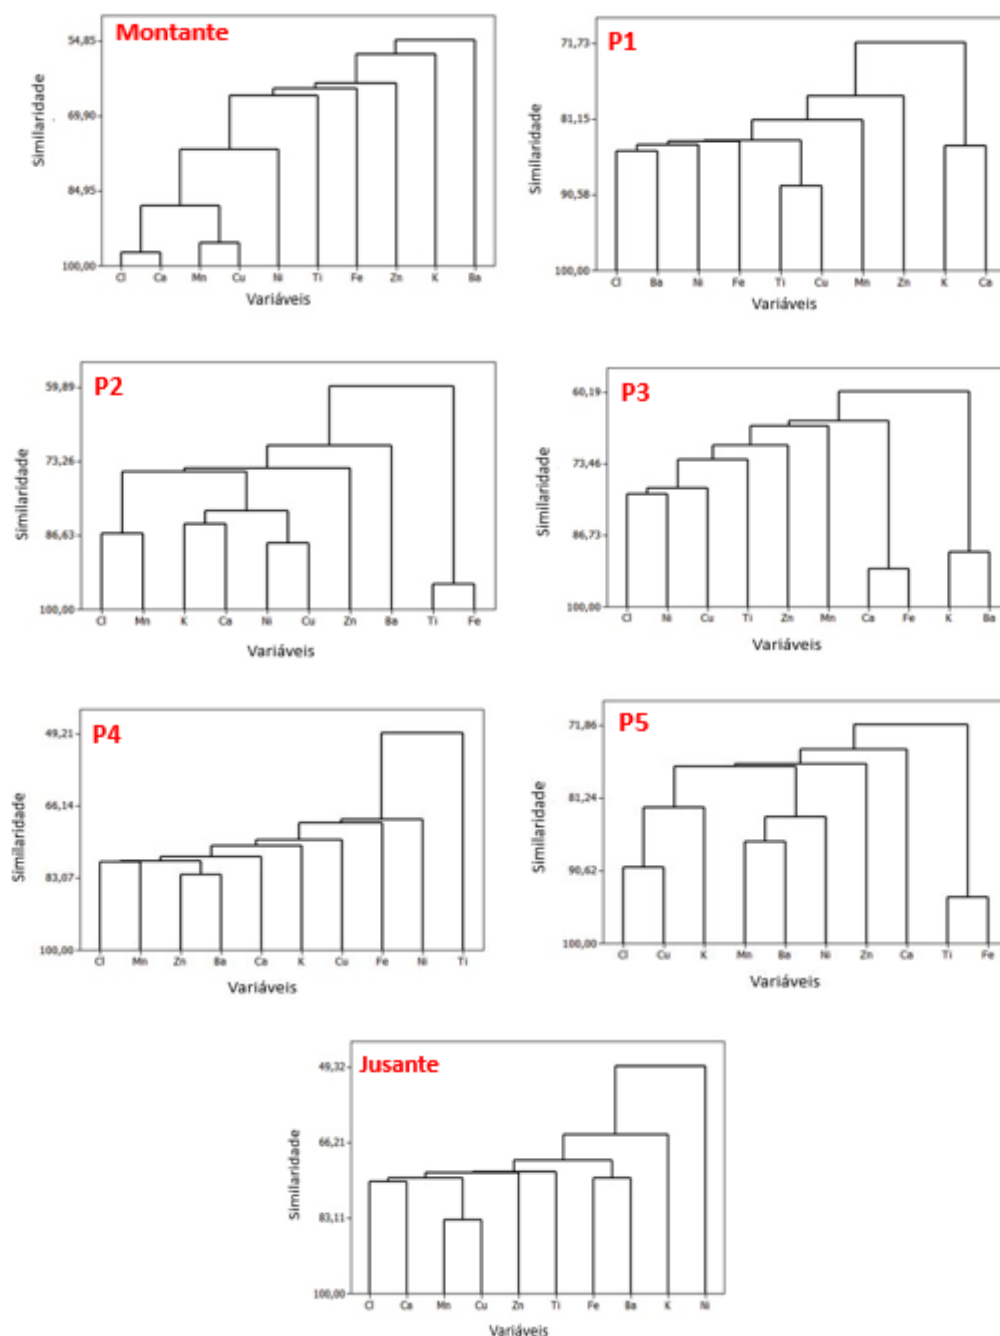 Montante
54,85
69,90
84,95
100,00
Similaridade
Cl Ca Mn Cu Ni Ti Fe Zn K Ba
Variáveis
P1
71,73
81,15
90,58
100,00
Similaridade
Cl Ba Ni Fe Ti Cu Mn Zn K Ca
Variáveis
P2
59,89
73,26
86,63
100,00
Similaridade
Cl Mn K Ca Ni Cu Zn Ba Ti Fe
Variáveis
P3
60,19
73,46
86,73
100,00
Similaridade
Cl Ni Cu Ti Zn Mn Ca Fe K Ba
Variáveis
P4
49,21
66,14
83,07
100,00
Similaridade
Cl Mn Zn Ba Ca K Cu Fe Ni Ti
Variáveis
P5
71,86
81,24
90,62
100,00
Similaridade
Cl Cu K Mn Ba Ni Zn Ca Ti Fe
Variáveis
Jusante
49,32
66,21
83,11
100,00
Similaridade
Cl Ca Mn Cu Zn Ti Fe Ba K Ni
Variáveis